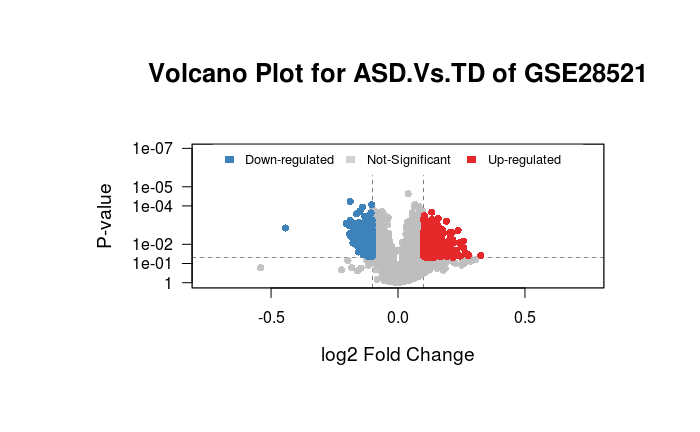 Volcano Plot for ASD.Vs.TD of GSE28521
Down-regulated Not-Significant Up-regulated
1e-07
1e-05
1e-04
1e-02
1e-01
1
P-value
-0.5 0.0 0.5
log2 Fold Change